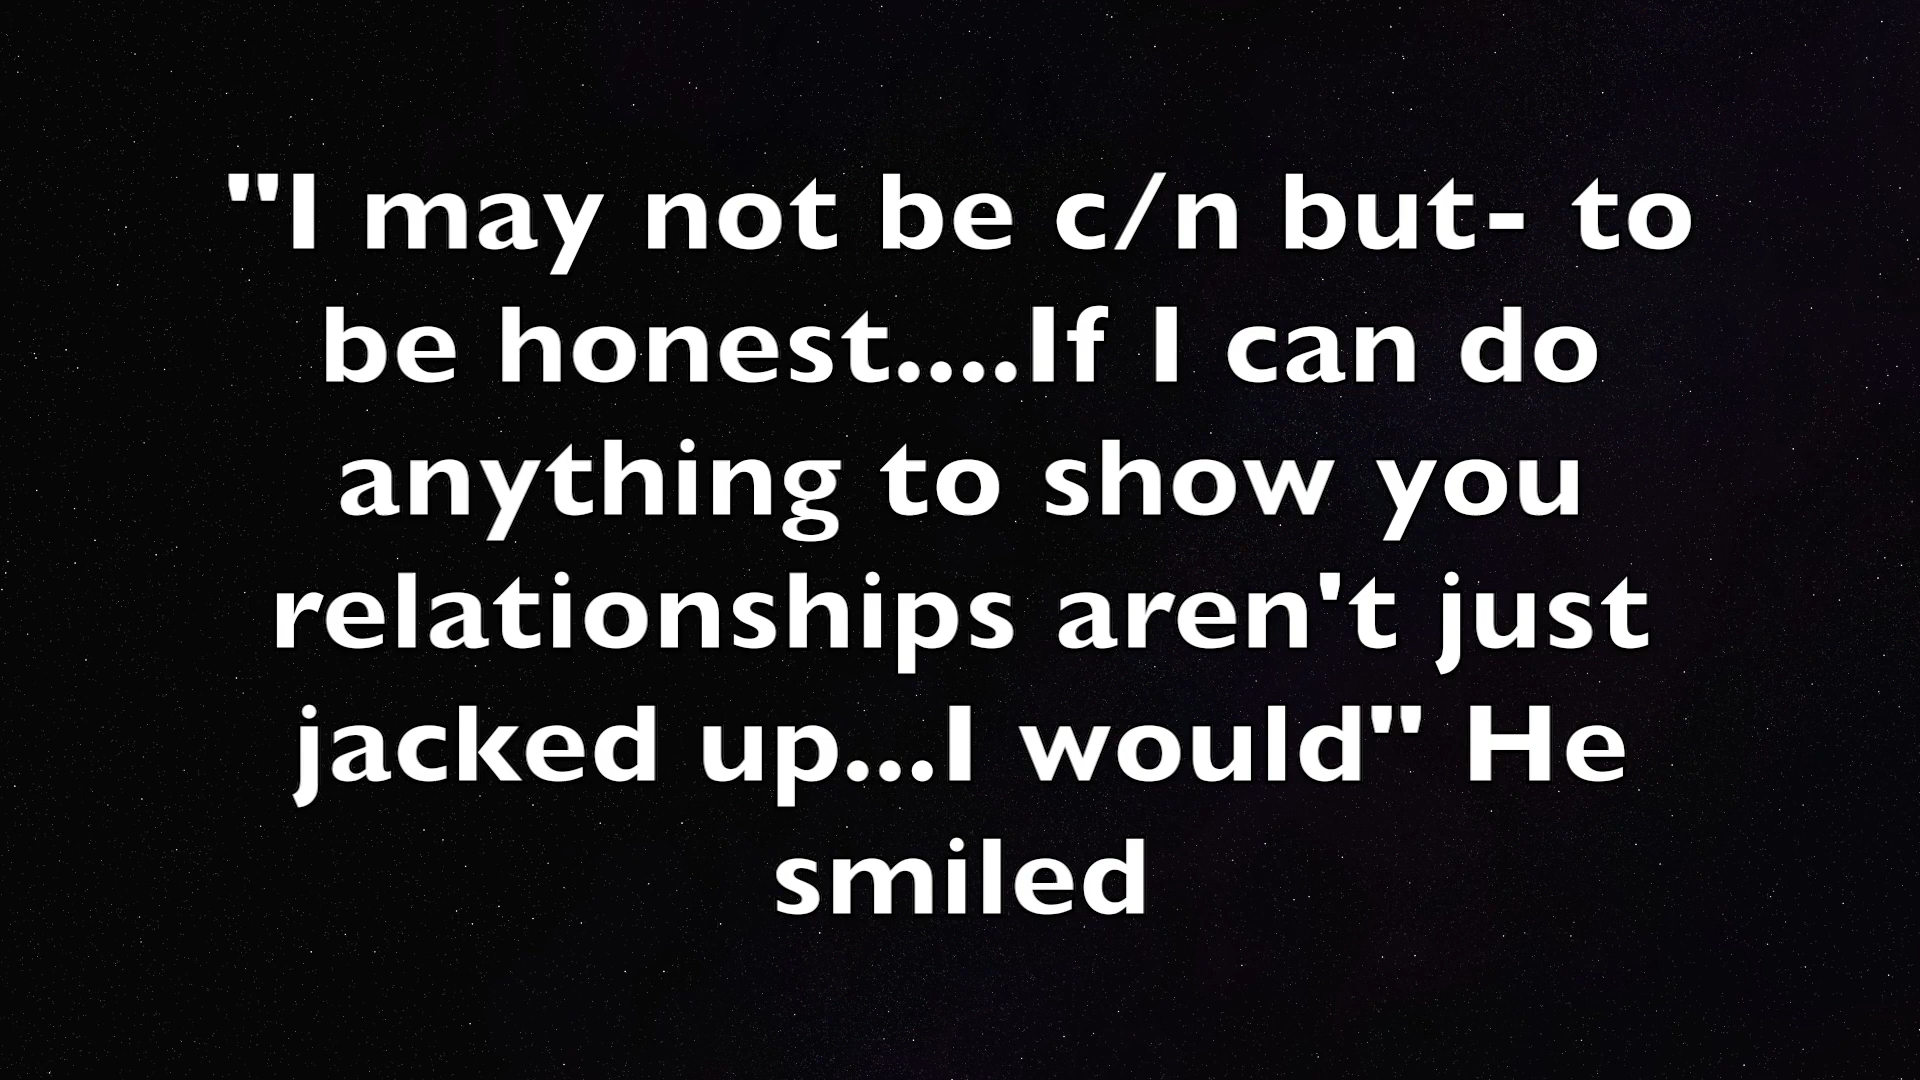 "I may not be c/n but- to
be honest....If I can do
anything to show you
relationships aren't just
jacked up...I would" He
smiled